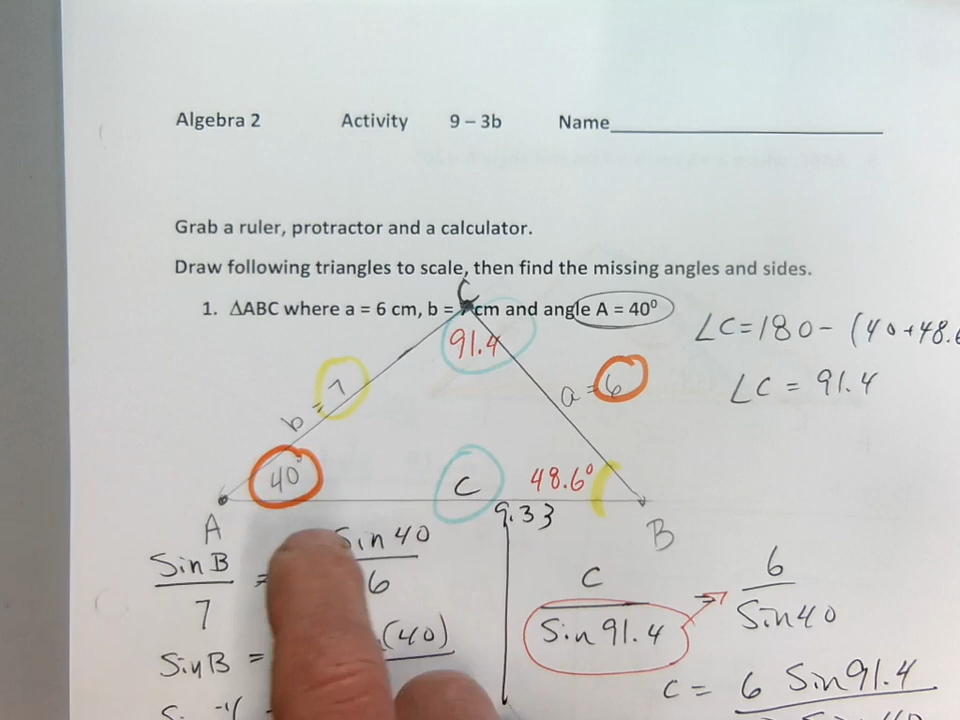 Algebra 2 Activity 9 – 3b Name
Grab a ruler, protractor and a calculator.
Draw following triangles to scale, then find the missing angles and sides.
C
1. ΔABC where a = 6 cm, b = cm and angle A = 40⁰
∠C = 180 - (40+48.6
91.4
∠C = 91.4
b = 7
a = 6
40°
C
48.6°
9.33
A
B
Sin B / 7 = Sin 40 / 6
C / Sin 91.4 → 6 / Sin 40
Sin B = (40)
C = 6 Sin 91.4
40